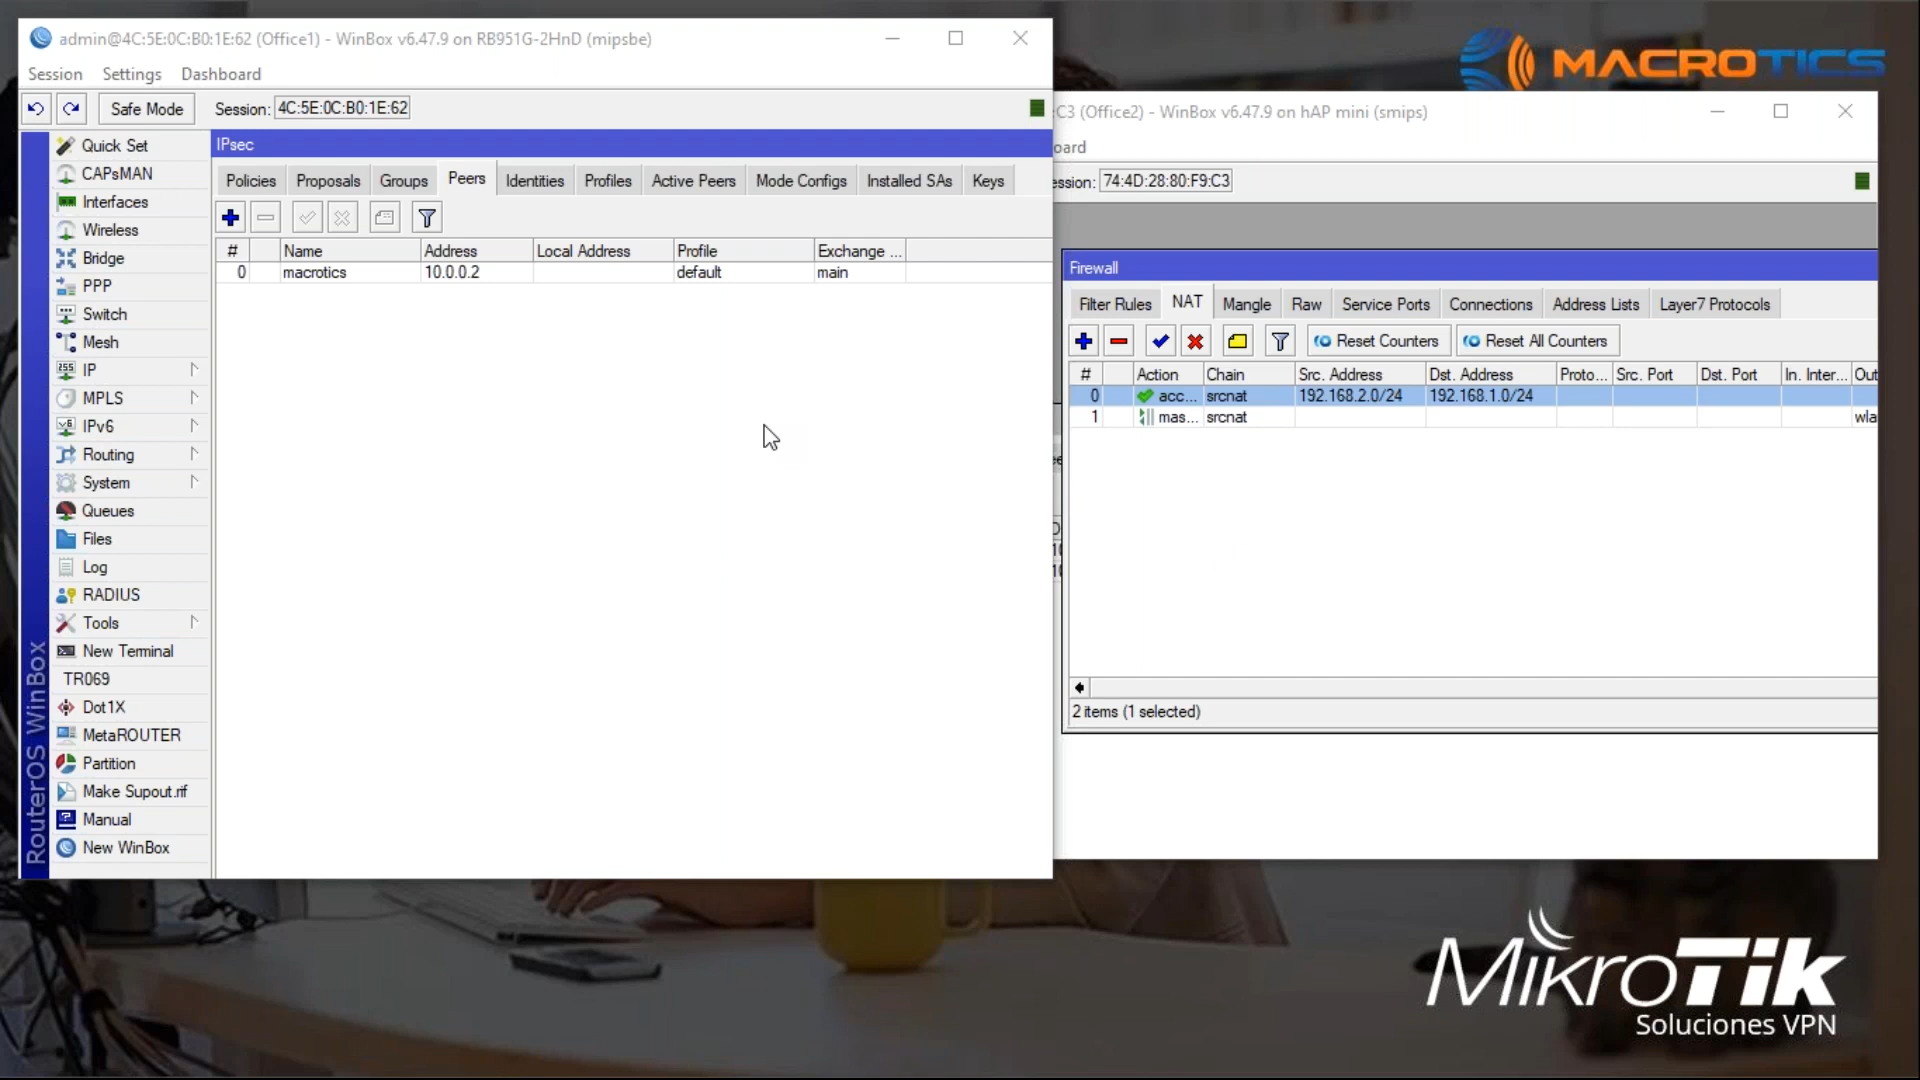 admin@4C:5E:0C:B0:1E:62 (Office1) - WinBox v6.47.9 on RB951G-2HnD (mipsbe)
Session Settings Dashboard
Safe Mode Session: 4C:5E:0C:B0:1E:62
Quick Set
CAPsMAN
Interfaces
Wireless
Bridge
PPP
Switch
Mesh
IP
MPLS
IPv6
Routing
System
Queues
Files
Log
RADIUS
Tools
New Terminal
TR069
Dot1X
MetaROUTER
Partition
Make Supout.rif
Manual
New WinBox
RouterOS WinBox
IPsec
Policies Proposals Groups Peers Identities Profiles Active Peers Mode Configs Installed SAs Keys
# Name Address Local Address Profile Exchange ...
0 macrotics 10.0.0.2 default main
MACROTICS
:C3 (Office2) - WinBox v6.47.9 on hAP mini (smips)
oard
ession: 74:4D:28:80:F9:C3
Firewall
Filter Rules NAT Mangle Raw Service Ports Connections Address Lists Layer7 Protocols
Reset Counters Reset All Counters
# Action Chain Src. Address Dst. Address Proto... Src. Port Dst. Port In. Inter... Out
0 acc... srcnat 192.168.2.0/24 192.168.1.0/24
1 mas... srcnat wla
2 items (1 selected)
MikroTik
Soluciones VPN